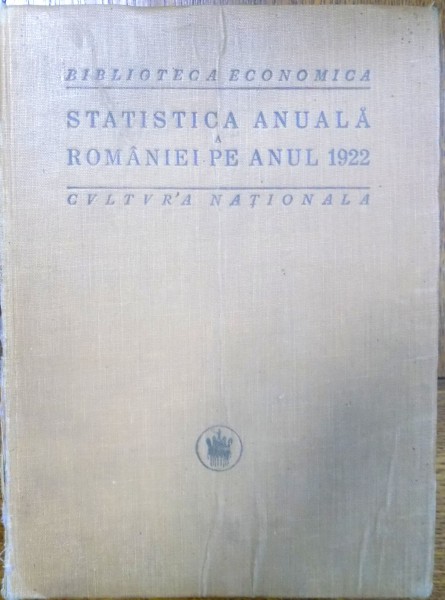 BIBLIOTECA ECONOMICA
STATISTICA ANUALĂ
A
ROMÂNIEI PE ANUL 1922
CVLTVR'A NAȚIONALA